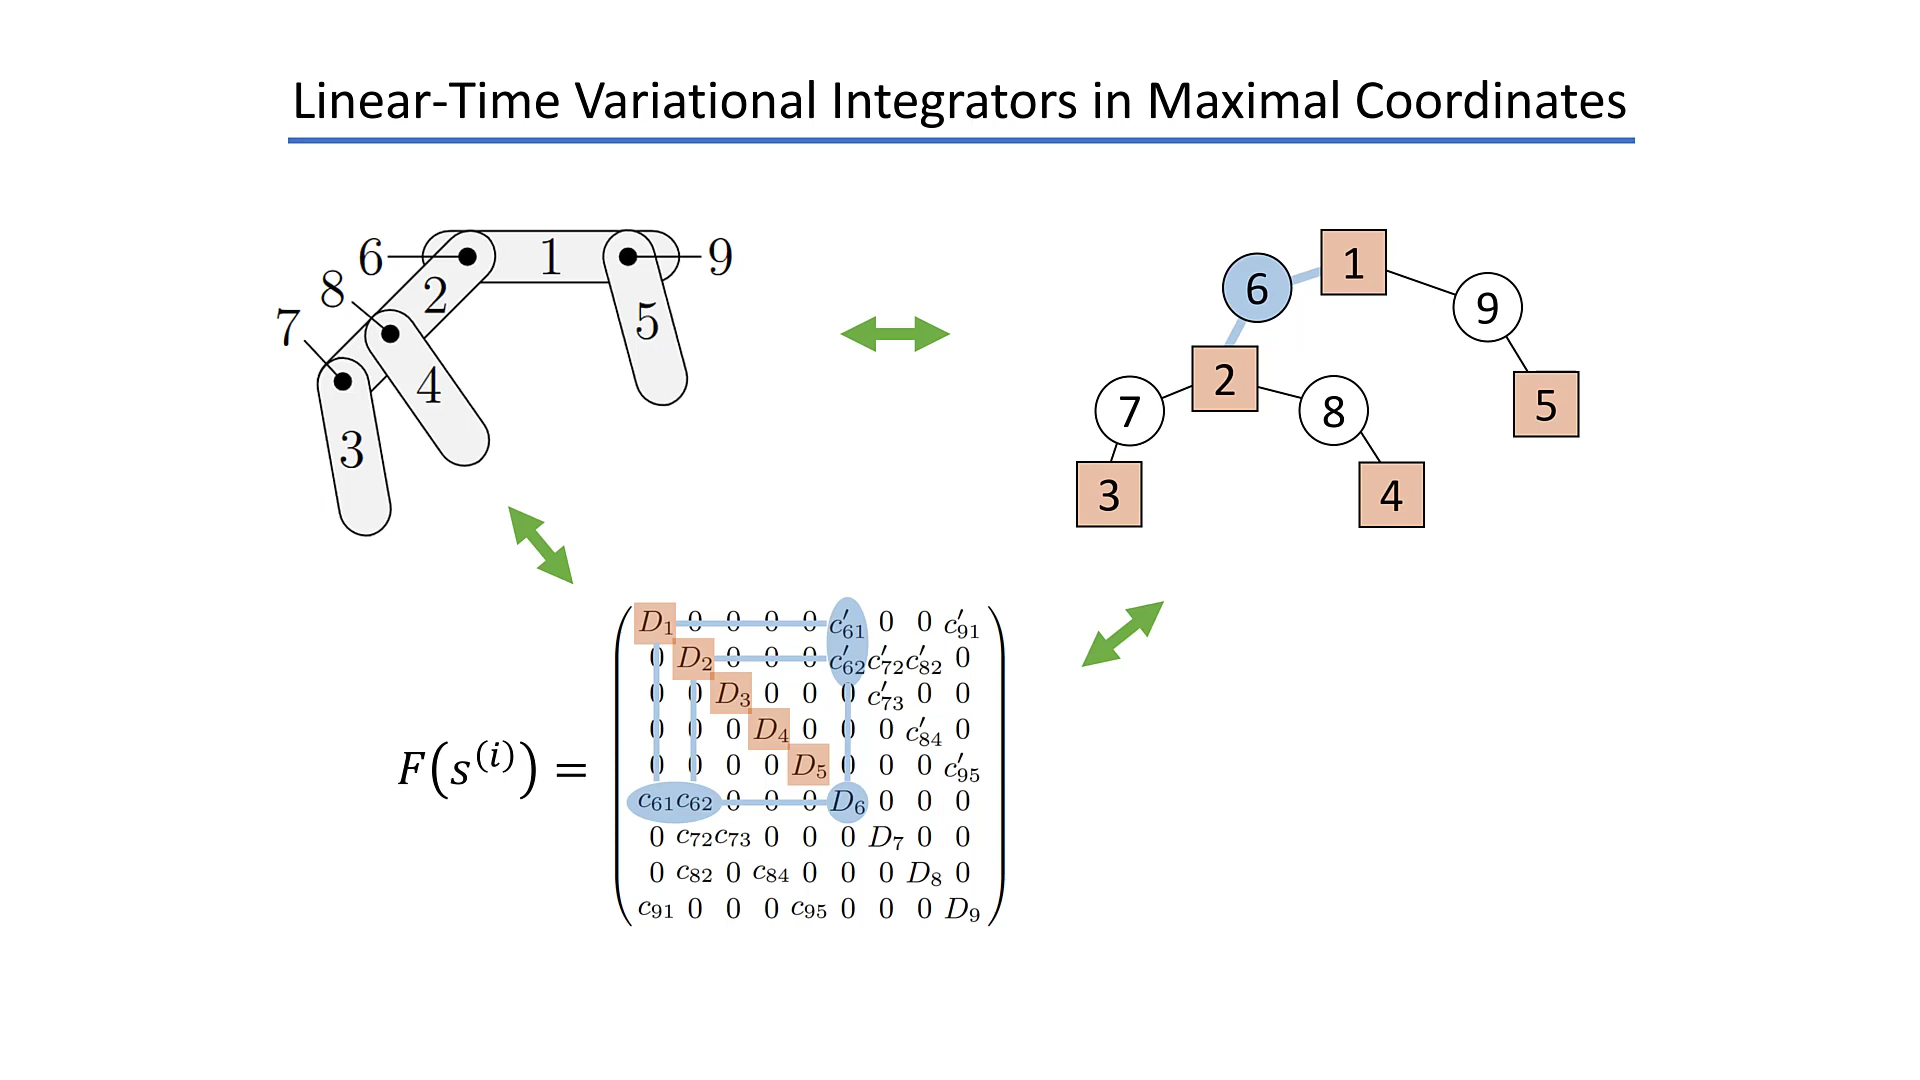 Linear-Time Variational Integrators in Maximal Coordinates
6 1 9
8 2
7 5
4
3
1
6 9
2
7 8 5
3 4
F(s⁽ⁱ⁾) =
D₁ 0 0 0 0 c′₆₁ 0 0 c′₉₁
0 D₂ 0 0 0 c′₆₂ c′₇₂ c′₈₂ 0
0 0 D₃ 0 0 0 c′₇₃ 0 0
0 0 0 D₄ 0 0 0 c′₈₄ 0
0 0 0 0 D₅ 0 0 0 c′₉₅
c₆₁ c₆₂ 0 0 0 D₆ 0 0 0
0 c₇₂ c₇₃ 0 0 0 D₇ 0 0
0 c₈₂ 0 c₈₄ 0 0 0 D₈ 0
c₉₁ 0 0 0 c₉₅ 0 0 0 D₉